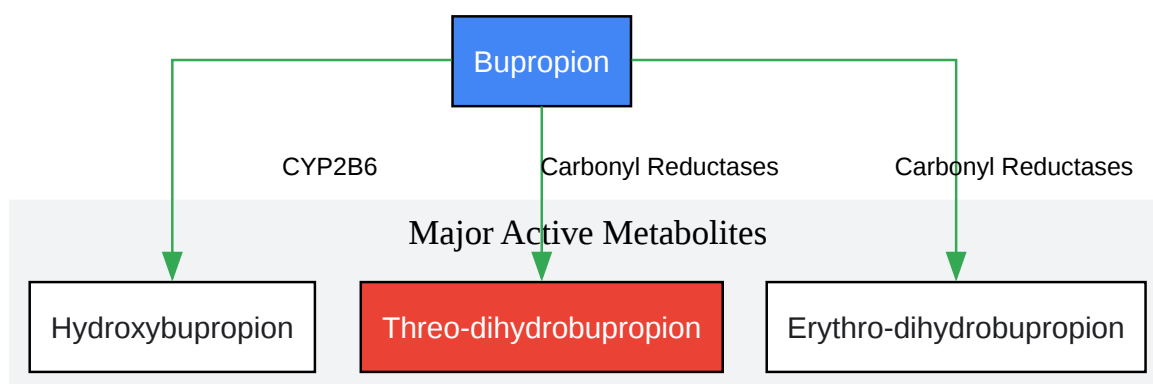 Bupropion
CYP2B6
Carbonyl Reductases
Carbonyl Reductases
Major Active Metabolites
Hydroxybupropion
Threo-dihydrobupropion
Erythro-dihydrobupropion